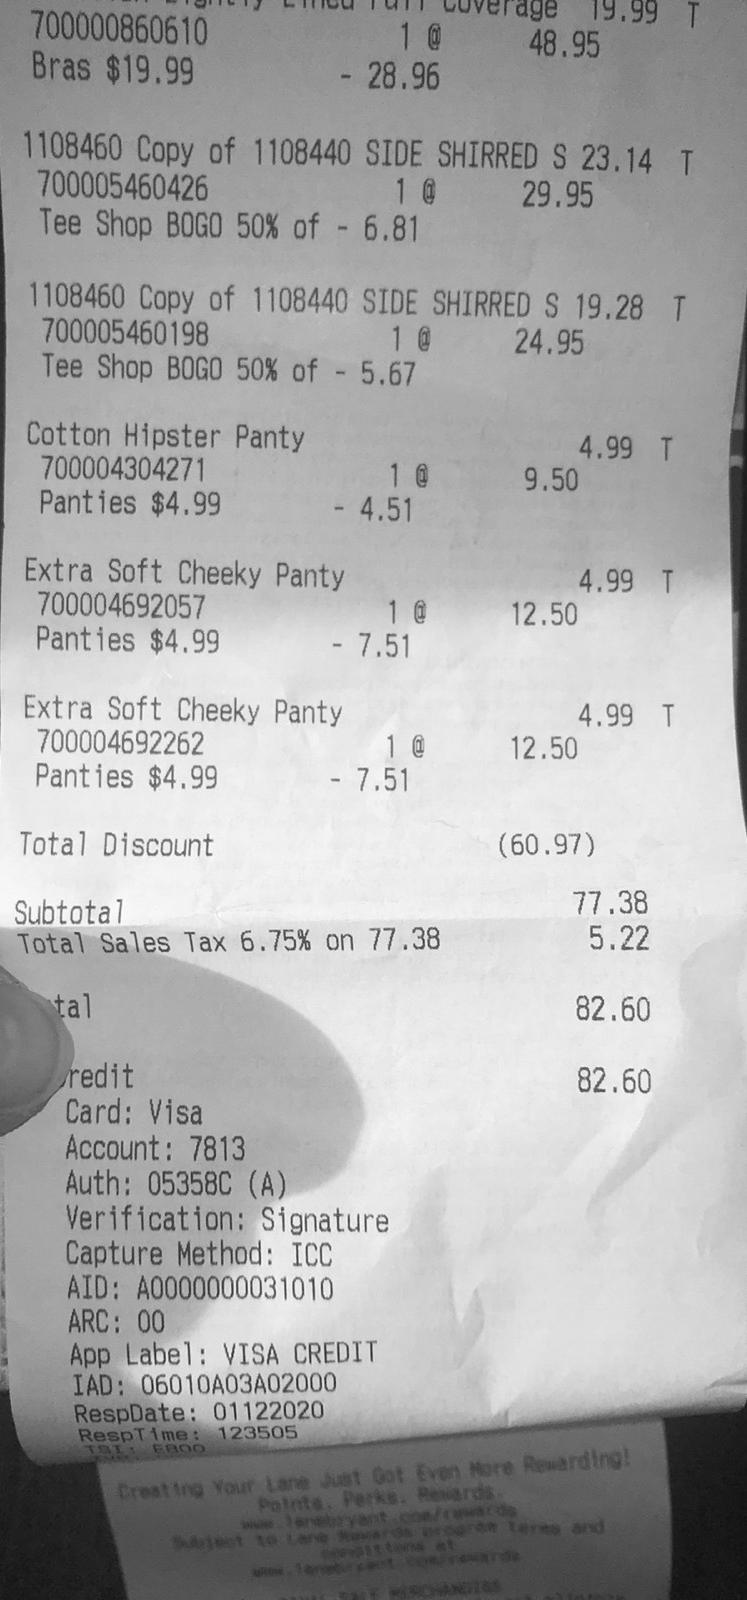 Lined Full Coverage 19.99 T
700000860610 1 @ 48.95
Bras $19.99 - 28.96
1108460 Copy of 1108440 SIDE SHIRRED S 23.14 T
700005460426 1 @ 29.95
Tee Shop BOGO 50% of - 6.81
1108460 Copy of 1108440 SIDE SHIRRED S 19.28 T
700005460198 1 @ 24.95
Tee Shop BOGO 50% of - 5.67
Cotton Hipster Panty 4.99 T
700004304271 1 @ 9.50
Panties $4.99 - 4.51
Extra Soft Cheeky Panty 4.99 T
700004692057 1 @ 12.50
Panties $4.99 - 7.51
Extra Soft Cheeky Panty 4.99 T
700004692262 1 @ 12.50
Panties $4.99 - 7.51
Total Discount (60.97)
Subtotal 77.38
Total Sales Tax 6.75% on 77.38 5.22
tal 82.60
redit 82.60
Card: Visa
Account: 7813
Auth: 05358C (A)
Verification: Signature
Capture Method: ICC
AID: A0000000031010
ARC: 00
App Label: VISA CREDIT
IAD: 06010A03A02000
RespDate: 01122020
RespTime: 123505
TSI: E800
Creating Your Lane Just Got Even More Rewarding!
Points. Perks. Rewards.
www.lanebryant.com/rewards
Subject to Lane Rewards program terms and
conditions at
www.lanebryant.com/rewards
SALE MERCHANDISE